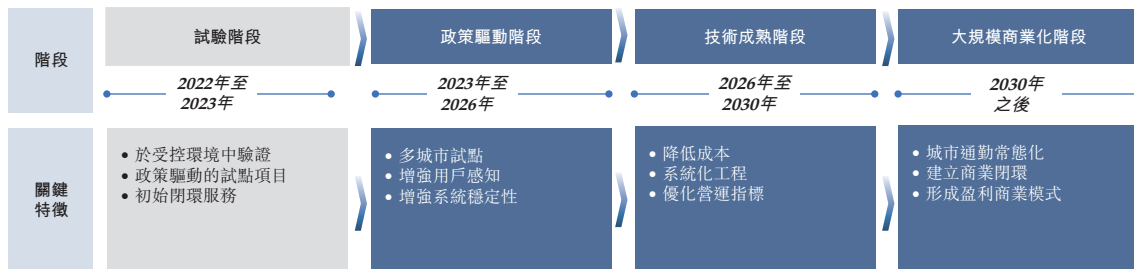 階段
試驗階段
政策驅動階段
技術成熟階段
大規模商業化階段
2022年至
2023年
2023年至
2026年
2026年至
2030年
2030年
之後
關鍵
特徵
• 於受控環境中驗證
• 政策驅動的試點項目
• 初始閉環服務
• 多城市試點
• 增強用戶感知
• 增強系統穩定性
• 降低成本
• 系統化工程
• 優化營運指標
• 城市通勤常態化
• 建立商業閉環
• 形成盈利商業模式